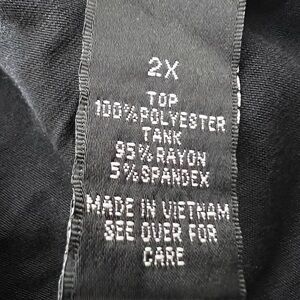 2X
TOP
100%POLYESTER
TANK
95%RAYON
5%SPANDEX
MADE IN VIETNAM
SEE OVER FOR
CARE